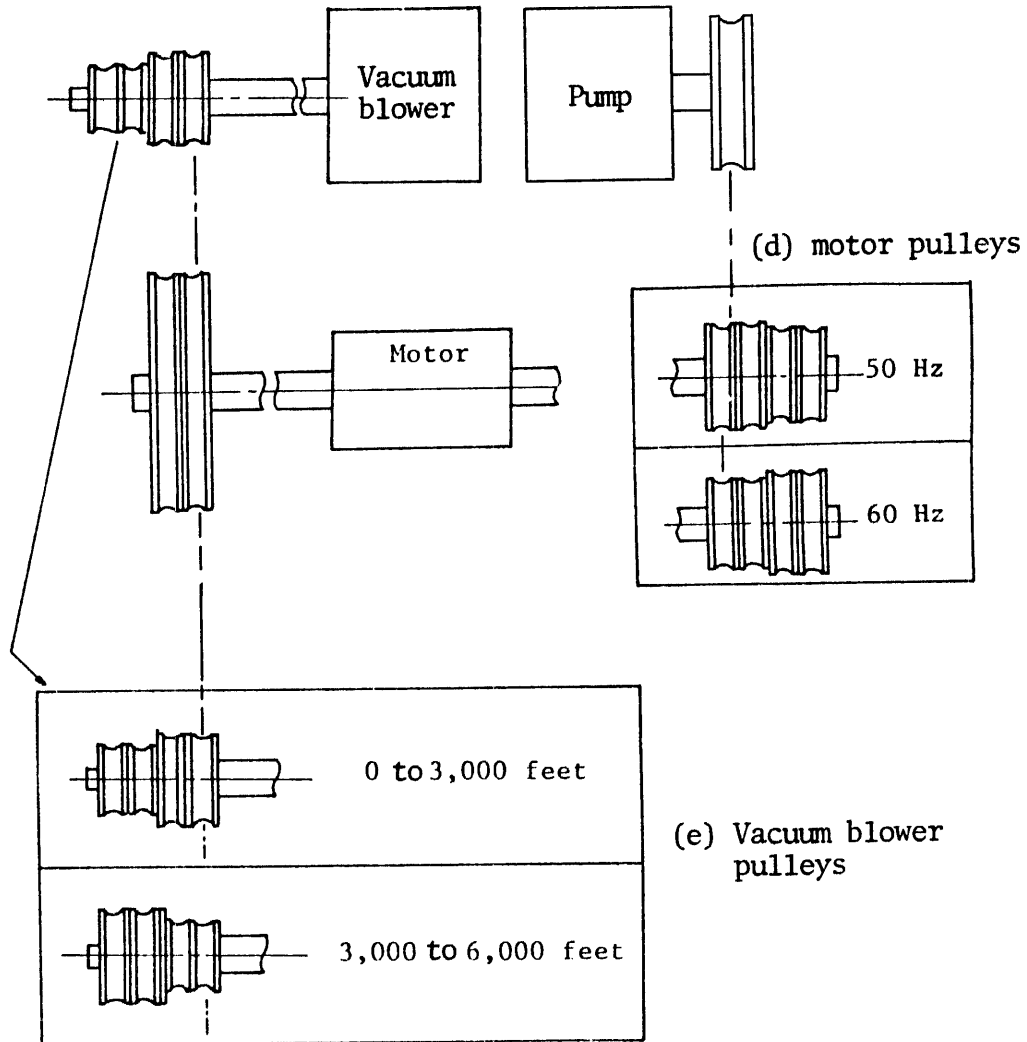 Vacuum
blower
Pump
(d) motor pulleys
Motor
50 Hz
60 Hz
0 to 3,000 feet
(e) Vacuum blower
pulleys
3,000 to 6,000 feet